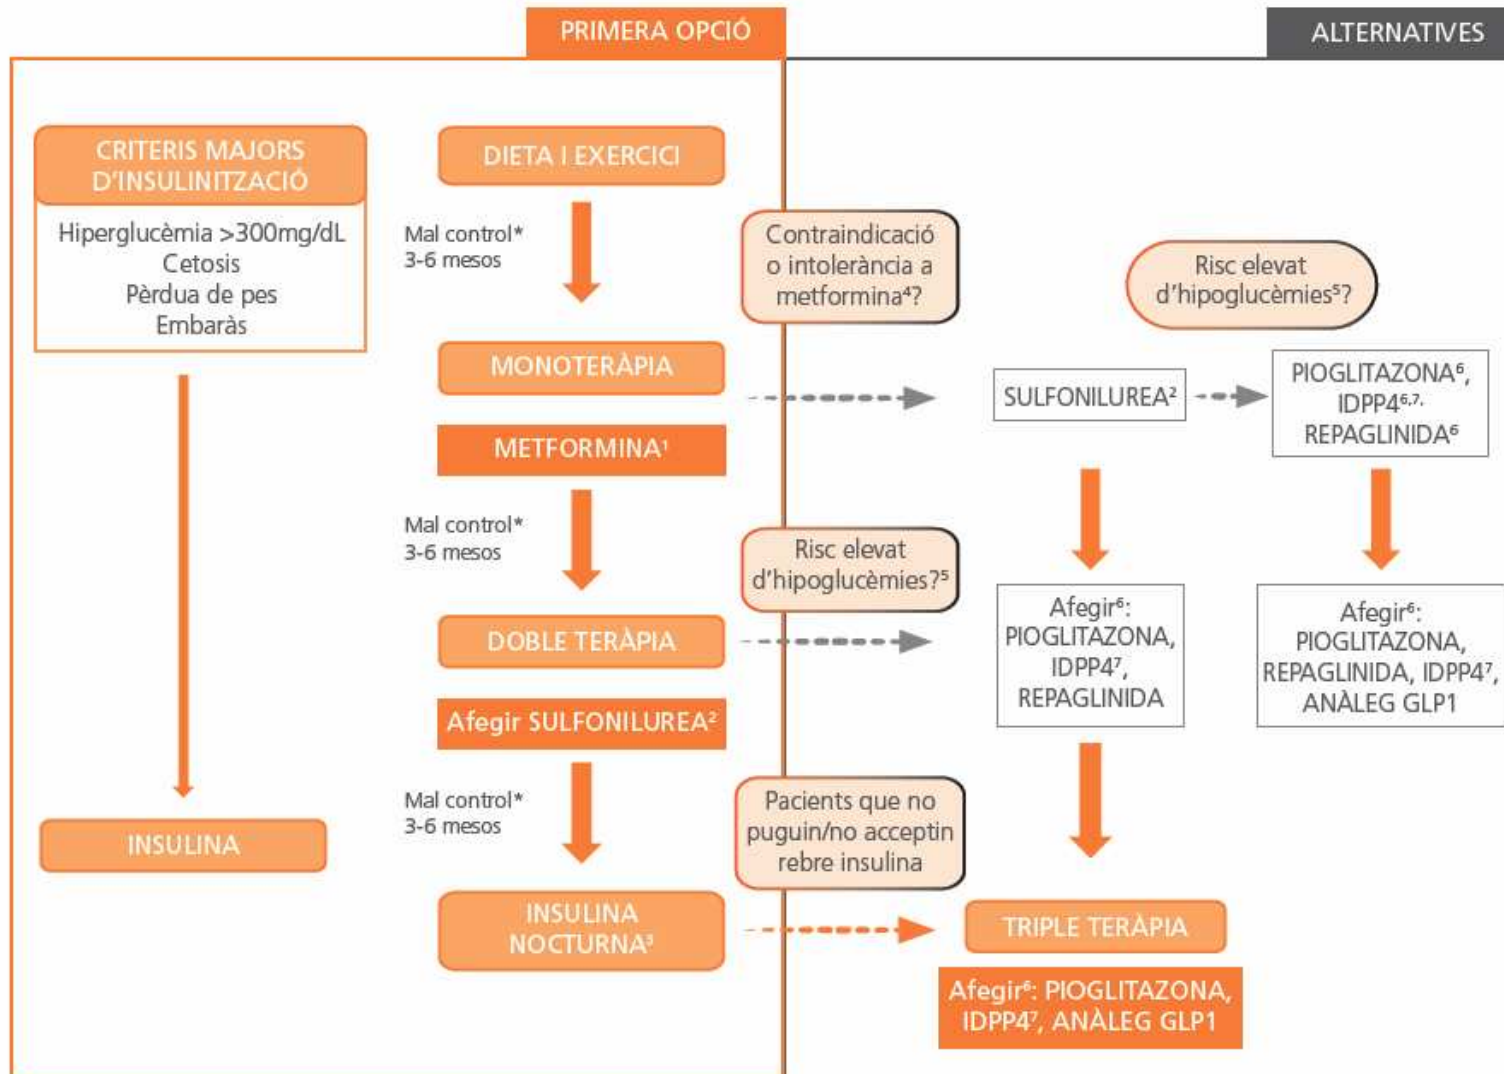 PRIMERA OPCIÓ
ALTERNATIVES
CRITERIS MAJORS
D'INSULINITZACIÓ
Hiperglucèmia >300mg/dL
Cetosis
Pèrdua de pes
Embaràs
INSULINA
DIETA I EXERCICI
Mal control*
3-6 mesos
MONOTERÀPIA
METFORMINA¹
Mal control*
3-6 mesos
DOBLE TERÀPIA
Afegir SULFONILUREA²
Mal control*
3-6 mesos
INSULINA
NOCTURNA³
Contraindicació
o intolerància a
metformina⁴?
Risc elevat
d'hipoglucèmies?⁵
Pacients que no
puguin/no acceptin
rebre insulina
Risc elevat
d'hipoglucèmies⁵?
SULFONILUREA²
PIOGLITAZONA⁶,
IDPP4⁶,⁷,
REPAGLINIDA⁶
Afegir⁶:
PIOGLITAZONA,
IDPP4⁷,
REPAGLINIDA
Afegir⁶:
PIOGLITAZONA,
REPAGLINIDA, IDPP4⁷,
ANÀLEG GLP1
TRIPLE TERÀPIA
Afegir⁶: PIOGLITAZONA,
IDPP4⁷, ANÀLEG GLP1